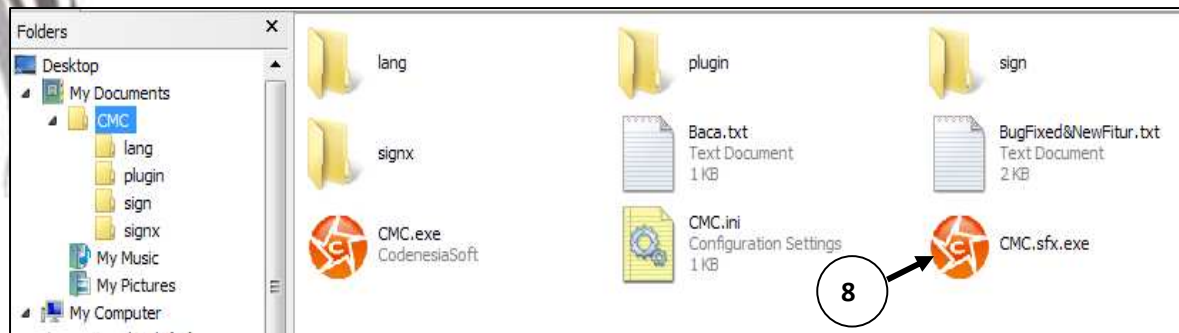 Folders
x
Desktop
My Documents
CMC
lang
plugin
sign
signx
My Music
My Pictures
My Computer
lang
plugin
sign
signx
Baca.txt
Text Document
1 KB
BugFixed&NewFitur.txt
Text Document
2 KB
CMC.exe
CodenesiaSoft
CMC.ini
Configuration Settings
1 KB
CMC.sfx.exe
8